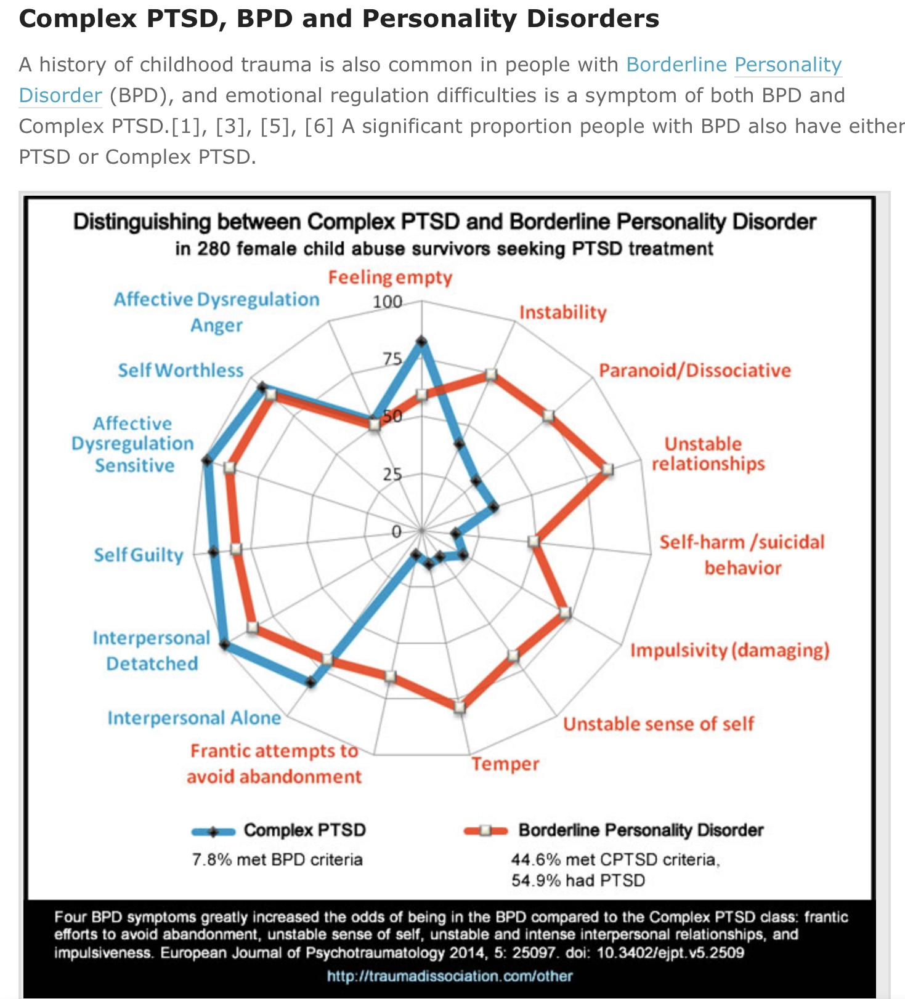 Complex PTSD, BPD and Personality Disorders
A history of childhood trauma is also common in people with Borderline Personality
Disorder (BPD), and emotional regulation difficulties is a symptom of both BPD and
Complex PTSD.[1], [3], [5], [6] A significant proportion people with BPD also have either
PTSD or Complex PTSD.
Distinguishing between Complex PTSD and Borderline Personality Disorder
in 280 female child abuse survivors seeking PTSD treatment
Feeling empty
Instability
Paranoid/Dissociative
Unstable
relationships
Self-harm /suicidal
behavior
Impulsivity (damaging)
Unstable sense of self
Temper
Frantic attempts to
avoid abandonment
Interpersonal Alone
Interpersonal
Detatched
Self Guilty
Affective
Dysregulation
Sensitive
Self Worthless
Affective Dysregulation
Anger
100
75
50
25
0
Complex PTSD
7.8% met BPD criteria
Borderline Personality Disorder
44.6% met CPTSD criteria,
54.9% had PTSD
Four BPD symptoms greatly increased the odds of being in the BPD compared to the Complex PTSD class: frantic
efforts to avoid abandonment, unstable sense of self, unstable and intense interpersonal relationships, and
impulsiveness. European Journal of Psychotraumatology 2014, 5: 25097. doi: 10.3402/ejpt.v5.2509
http://traumadissociation.com/other